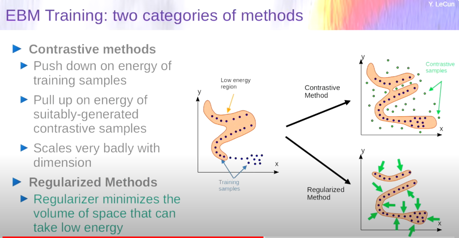 Y. LeCun
EBM Training: two categories of methods
Contrastive methods
Push down on energy of
training samples
Pull up on energy of
suitably-generated
contrastive samples
Scales very badly with
dimension
Regularized Methods
Regularizer minimizes the
volume of space that can
take low energy
Low energy
region
y
x
Training
samples
Contrastive
Method
Regularized
Method
y
Contrastive
samples
x
y
x